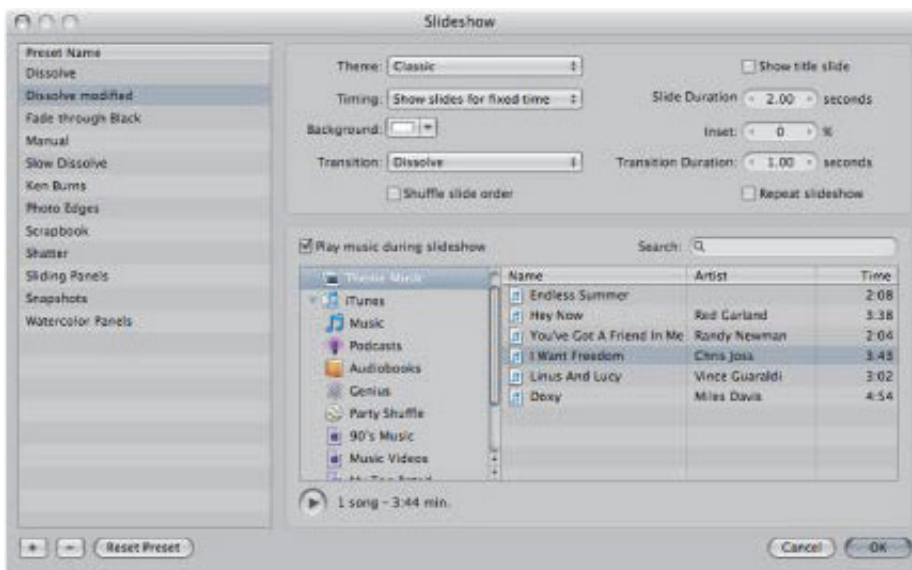 Slideshow
Preset Name
Dissolve
Dissolve modified
Fade through Black
Manual
Slow Dissolve
Ken Burns
Photo Edges
Scrapbook
Shatter
Sliding Panels
Snapshots
Watercolor Panels
Theme: Classic
Show title slide
Timing: Show slides for fixed time
Slide Duration 2.00 seconds
Background:
Inset: 0 %
Transition: Dissolve
Transition Duration: 1.00 seconds
Shuffle slide order
Repeat slideshow
Play music during slideshow
Search:
Theme Music
iTunes
Music
Podcasts
Audiobooks
Genius
Party Shuffle
90's Music
Music Videos
Name Artist Time
Endless Summer 2:08
Hey Now Red Garland 3:38
You've Got A Friend In Me Randy Newman 2:04
I Want Freedom Chris Joss 3:43
Linus And Lucy Vince Guaraldi 3:02
Doxy Miles Davis 4:54
1 song - 3:44 min.
+ - Reset Preset
Cancel OK